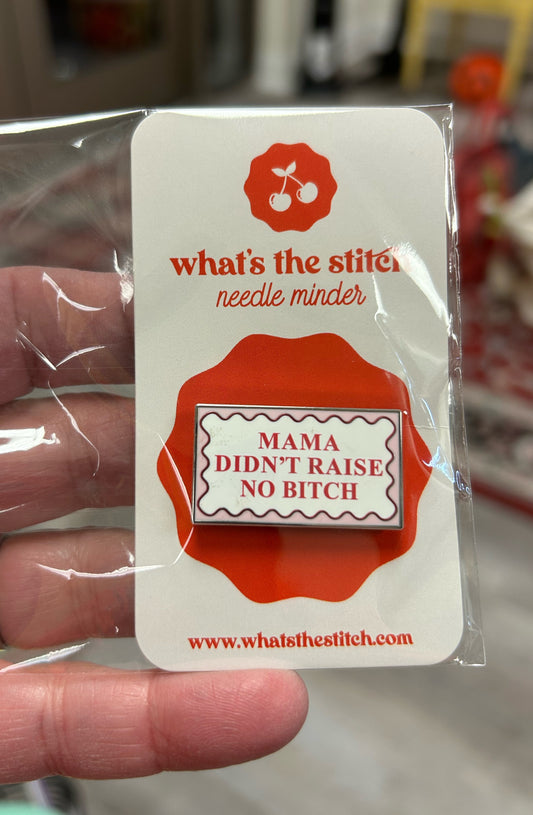 what's the stitch
needle minder
MAMA
DIDN'T RAISE
NO BITCH
www.whatsthestitch.com